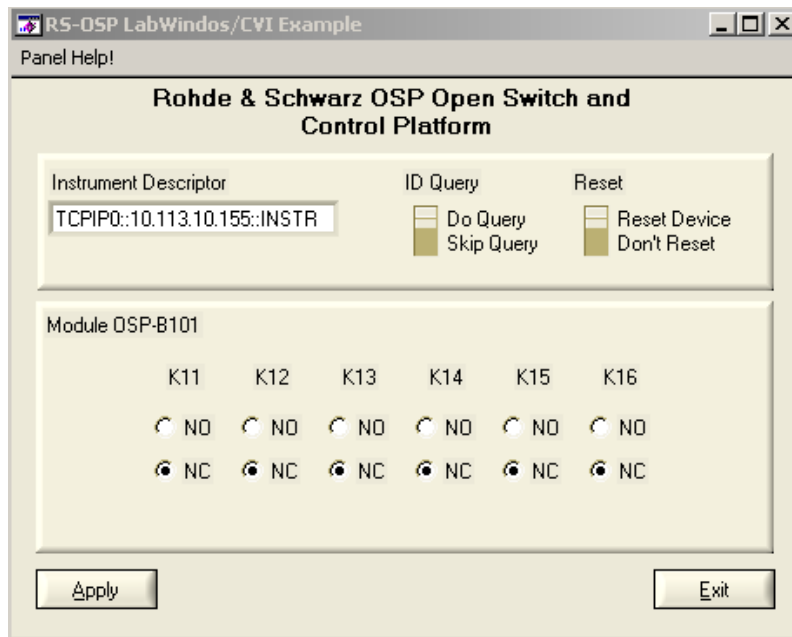 RS-OSP LabWindos/CVI Example
Panel Help!
Rohde & Schwarz OSP Open Switch and
Control Platform
Instrument Descriptor
ID Query
Reset
TCPIP0::10.113.10.155::INSTR
Do Query
Skip Query
Reset Device
Don't Reset
Module OSP-B101
K11 K12 K13 K14 K15 K16
NO NO NO NO NO NO
NC NC NC NC NC NC
Apply
Exit